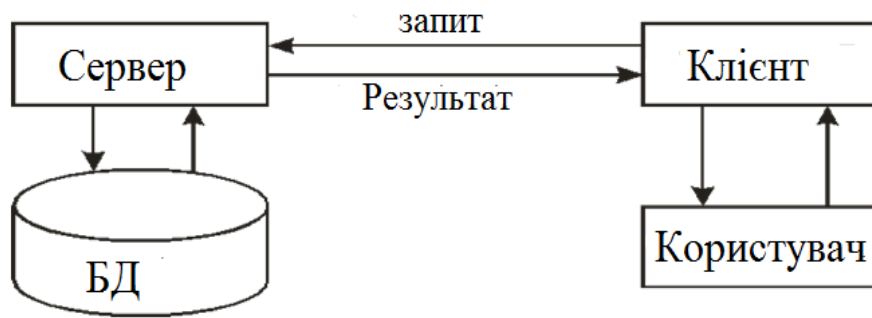 запит
Сервер
Клієнт
Результат
БД
Користувач